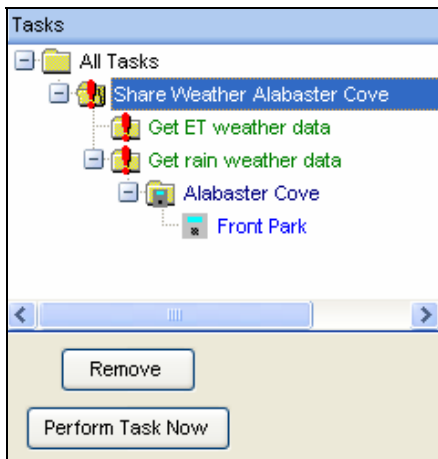 Tasks
All Tasks
Share Weather Alabaster Cove
Get ET weather data
Get rain weather data
Alabaster Cove
Front Park
Remove
Perform Task Now